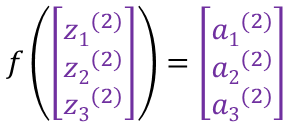 f([z₁⁽²⁾ z₂⁽²⁾ z₃⁽²⁾]) = [a₁⁽²⁾ a₂⁽²⁾ a₃⁽²⁾]